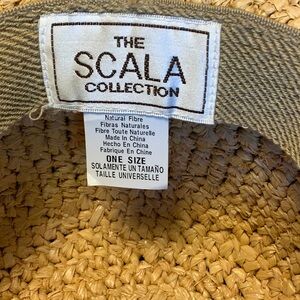 THE
SCALA
COLLECTION
Natural Fibre
Fibras Naturales
Fibre Toute Naturelle
Made In China
Hecho En China
Fabrique En Chine
ONE SIZE
SOLAMENTE UN TAMAÑO
TAILLE UNIVERSELLE